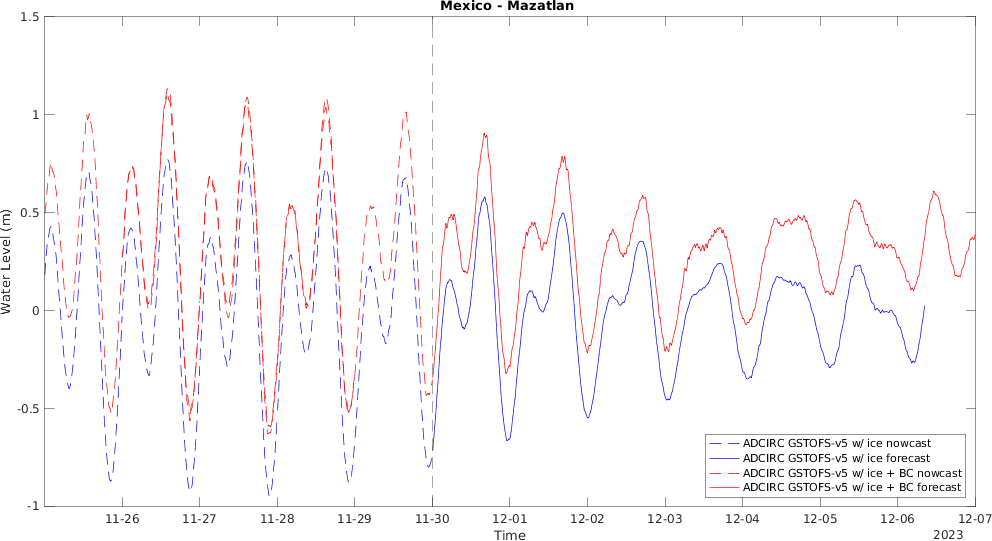 Mexico - Mazatlan
1.5
1
0.5
0
-0.5
-1
Water Level (m)
11-26 11-27 11-28 11-29 11-30 12-01 12-02 12-03 12-04 12-05 12-06 12-07
Time
2023
ADCIRC GSTOFS-v5 w/ ice nowcast
ADCIRC GSTOFS-v5 w/ ice forecast
ADCIRC GSTOFS-v5 w/ ice + BC nowcast
ADCIRC GSTOFS-v5 w/ ice + BC forecast